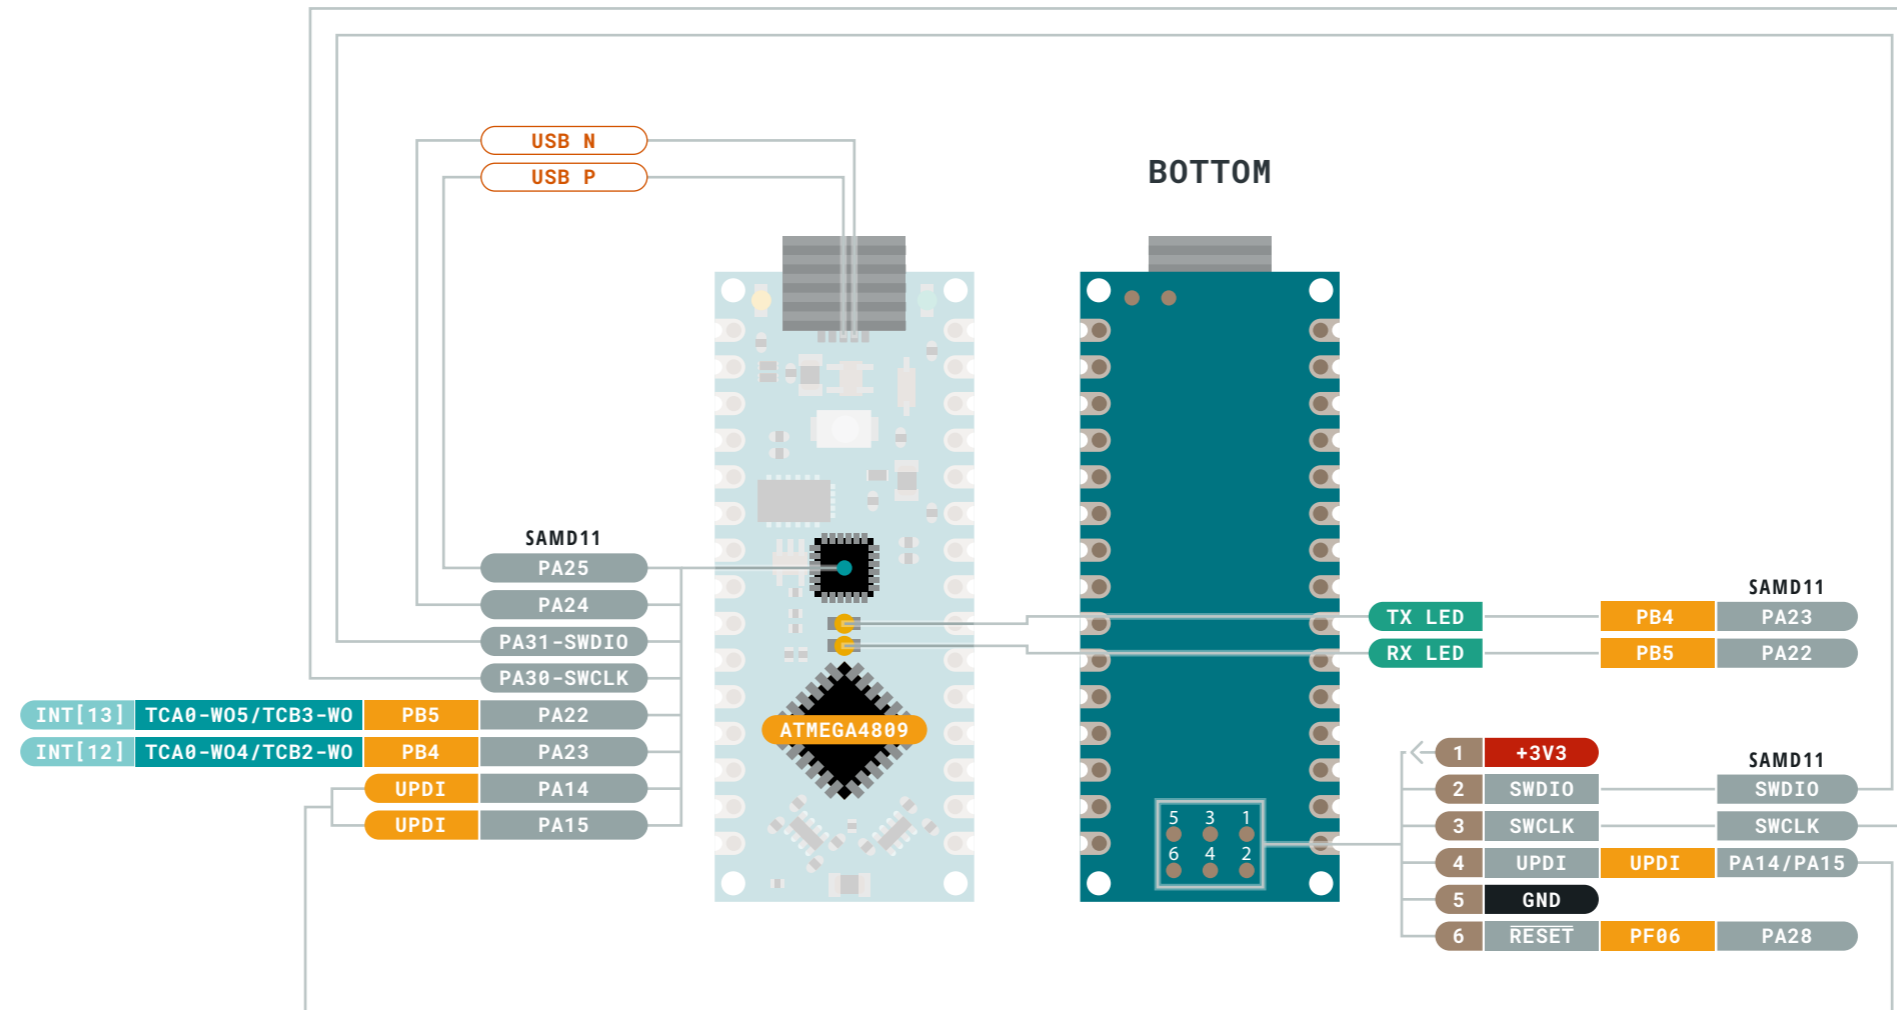 USB N
USB P
BOTTOM
SAMD11
PA25
PA24
PA31-SWDIO
PA30-SWCLK
INT[13] TCA0-WO5/TCB3-WO PB5 PA22
INT[12] TCA0-WO4/TCB2-WO PB4 PA23
UPDI PA14
UPDI PA15
ATMEGA4809
5 3 1
6 4 2
SAMD11
TX LED PB4 PA23
RX LED PB5 PA22
1 +3V3
SAMD11
2 SWDIO SWDIO
3 SWCLK SWCLK
4 UPDI UPDI PA14/PA15
5 GND
6 RESET PF06 PA28